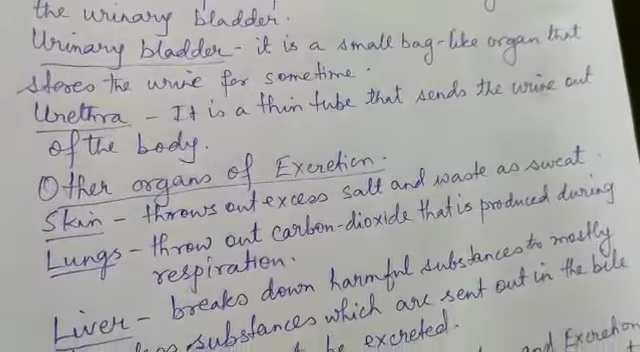 the urinary bladder.
Urinary bladder - it is a small bag-like organ that
stores the urine for sometime.
Urethra - It is a thin tube that sends the urine out
of the body.
Other organs of Excretion.
Skin - throws out excess salt and waste as sweat.
Lungs - throw out carbon-dioxide that is produced during
respiration.
Liver - breaks down harmful substances to mostly
substances which are sent out in the bile
be excreted.
and Excretion